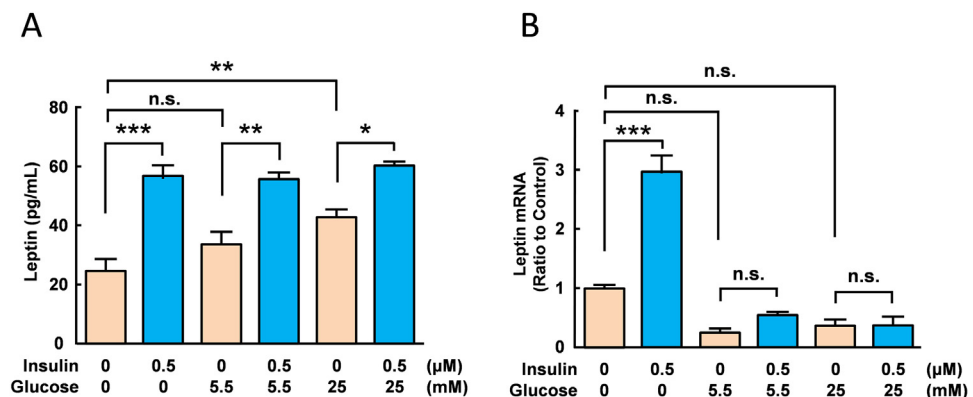 A
**
n.s.
*** ** *
Leptin (pg/mL)
80
60
40
20
0
Insulin 0 0.5 0 0.5 0 0.5 (µM)
Glucose 0 0 5.5 5.5 25 25 (mM)
B
n.s.
n.s.
***
n.s. n.s.
Leptin mRNA
(Ratio to Control)
4
3
2
1
0
Insulin 0 0.5 0 0.5 0 0.5 (µM)
Glucose 0 0 5.5 5.5 25 25 (mM)